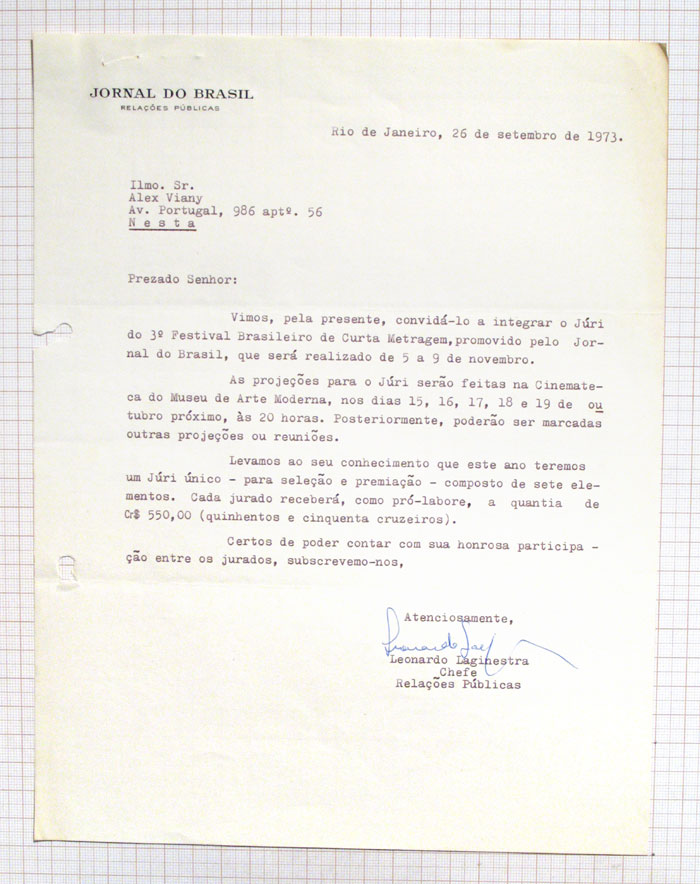 JORNAL DO BRASIL
RELAÇÕES PÚBLICAS
Rio de Janeiro, 26 de setembro de 1973.
Ilmo. Sr.
Alex Viany
Av. Portugal, 986 aptº. 56
N e s t a
Prezado Senhor:
Vimos, pela presente, convidá-lo a integrar o Júri
do 3º Festival Brasileiro de Curta Metragem,promovido pelo Jor-
nal do Brasil, que será realizado de 5 a 9 de novembro.
As projeções para o Júri serão feitas na Cinemate-
ca do Museu de Arte Moderna, nos dias 15, 16, 17, 18 e 19 de ou
tubro próximo, às 20 horas. Posteriormente, poderão ser marcadas
outras projeções ou reuniões.
Levamos ao seu conhecimento que este ano teremos
um Júri único - para seleção e premiação - composto de sete ele-
mentos. Cada jurado receberá, como pró-labore, a quantia de
Cr$ 550,00 (quinhentos e cinquenta cruzeiros).
Certos de poder contar com sua honrosa participa -
ção entre os jurados, subscrevemo-nos,
Atenciosamente,
Leonardo Laginestra
Chefe
Relações Públicas